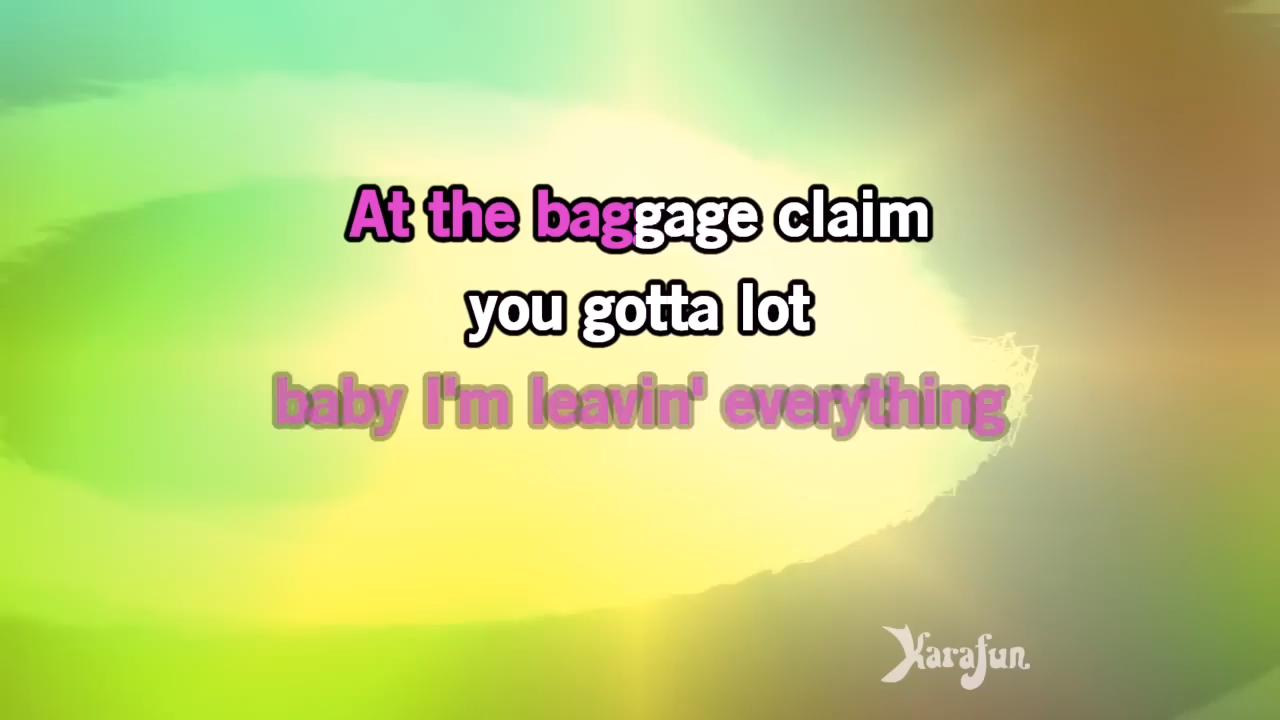 At the baggage claim
you gotta lot
baby I'm leavin' everything
Karafun